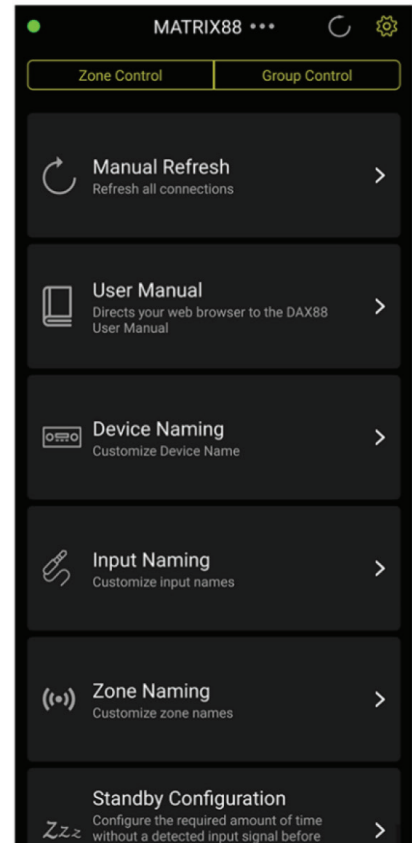 MATRIX88
Zone Control
Group Control
Manual Refresh
Refresh all connections
User Manual
Directs your web browser to the DAX88
User Manual
Device Naming
Customize Device Name
Input Naming
Customize input names
Zone Naming
Customize zone names
Standby Configuration
Configure the required amount of time
Zzz without a detected input signal before